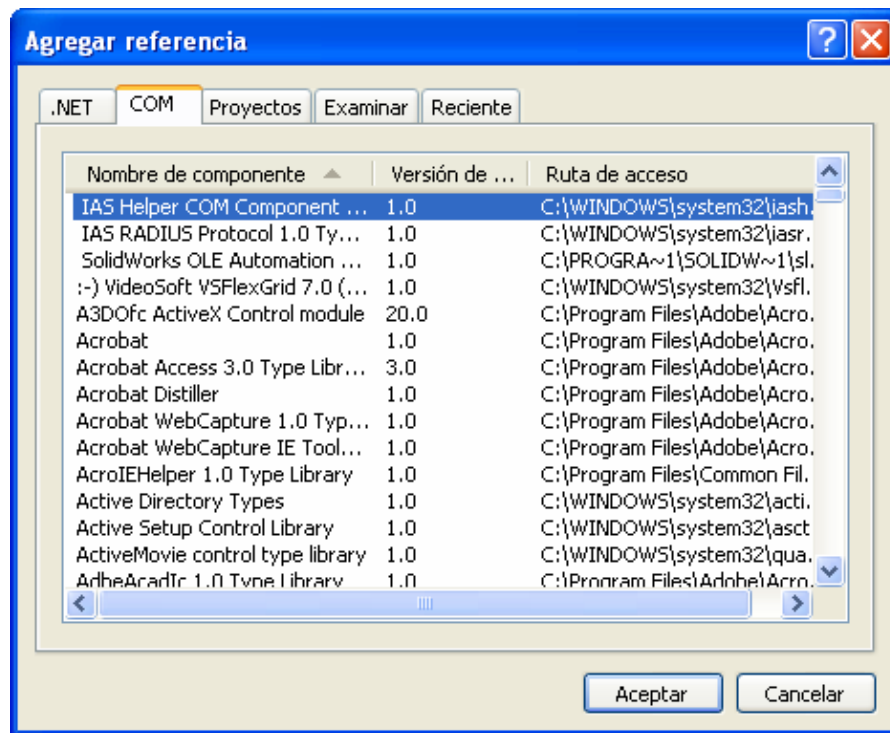 Agregar referencia
.NET COM Proyectos Examinar Reciente
Nombre de componente Versión de ... Ruta de acceso
IAS Helper COM Component ... 1.0 C:\WINDOWS\system32\iash.
IAS RADIUS Protocol 1.0 Ty... 1.0 C:\WINDOWS\system32\iasr.
SolidWorks OLE Automation ... 1.0 C:\PROGRA~1\SOLIDW~1\sl.
:-) VideoSoft VSFlexGrid 7.0 (... 1.0 C:\WINDOWS\system32\Vsfl.
A3DOfc ActiveX Control module 20.0 C:\Program Files\Adobe\Acro.
Acrobat 1.0 C:\Program Files\Adobe\Acro.
Acrobat Access 3.0 Type Libr... 3.0 C:\Program Files\Adobe\Acro.
Acrobat Distiller 1.0 C:\Program Files\Adobe\Acro.
Acrobat WebCapture 1.0 Typ... 1.0 C:\Program Files\Adobe\Acro.
Acrobat WebCapture IE Tool... 1.0 C:\Program Files\Adobe\Acro.
AcroIEHelper 1.0 Type Library 1.0 C:\Program Files\Common Fil.
Active Directory Types 1.0 C:\WINDOWS\system32\acti.
Active Setup Control Library 1.0 C:\WINDOWS\system32\asct
ActiveMovie control type library 1.0 C:\WINDOWS\system32\qua.
AdheAcadIc 1.0 Type Library 1.0 C:\Program Files\Adobe\Acro.
Aceptar Cancelar